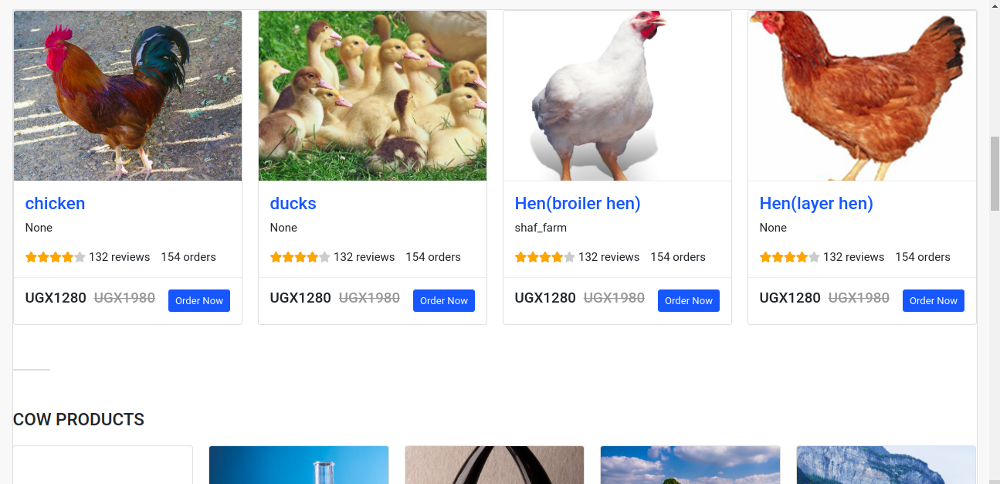 chicken
None
132 reviews 154 orders
UGX1280 UGX1980 Order Now
ducks
None
132 reviews 154 orders
UGX1280 UGX1980 Order Now
Hen(broiler hen)
shaf_farm
132 reviews 154 orders
UGX1280 UGX1980 Order Now
Hen(layer hen)
None
132 reviews 154 orders
UGX1280 UGX1980 Order Now
COW PRODUCTS